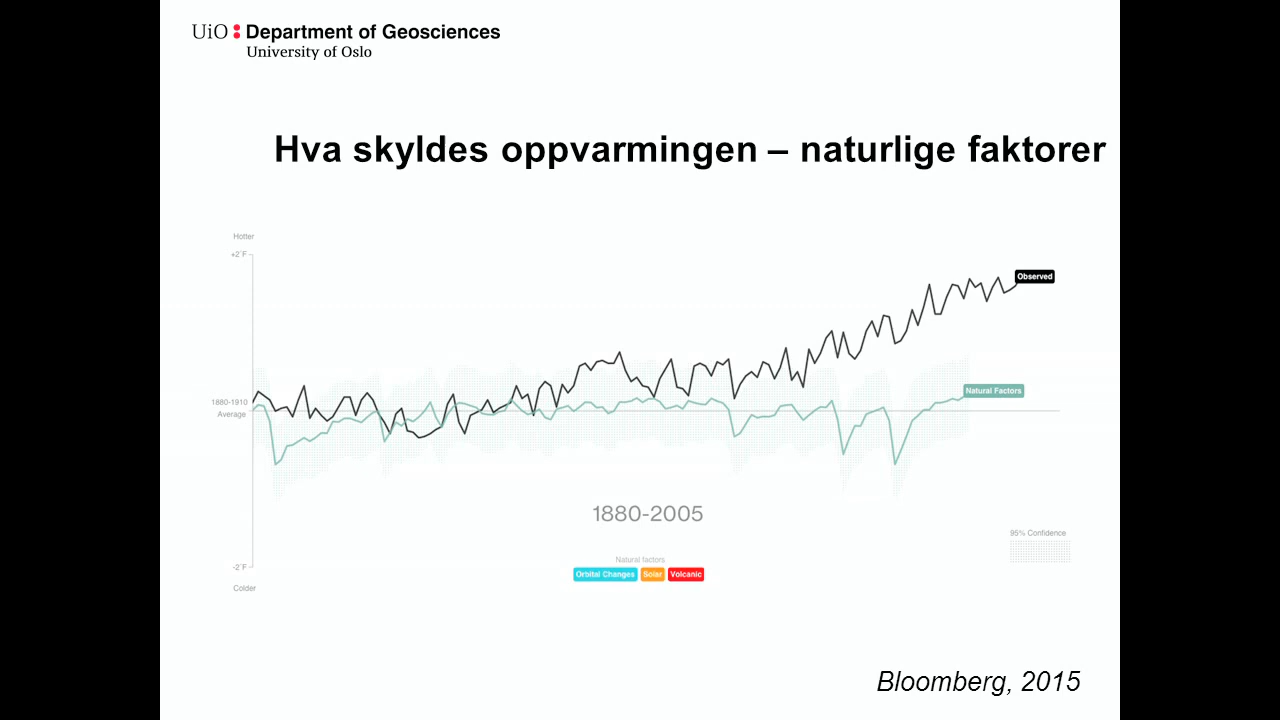 UiO : Department of Geosciences
University of Oslo
Hva skyldes oppvarmingen – naturlige faktorer
Hotter
+2°F
Observed
Natural Factors
1880-1910
Average
1880-2005
95% Confidence
Natural factors
Orbital Changes Solar Volcanic
-2°F
Colder
Bloomberg, 2015